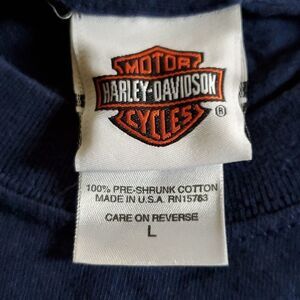 MOTOR
HARLEY-DAVIDSON
CYCLES
®
100% PRE-SHRUNK COTTON
MADE IN U.S.A. RN15763
CARE ON REVERSE
L